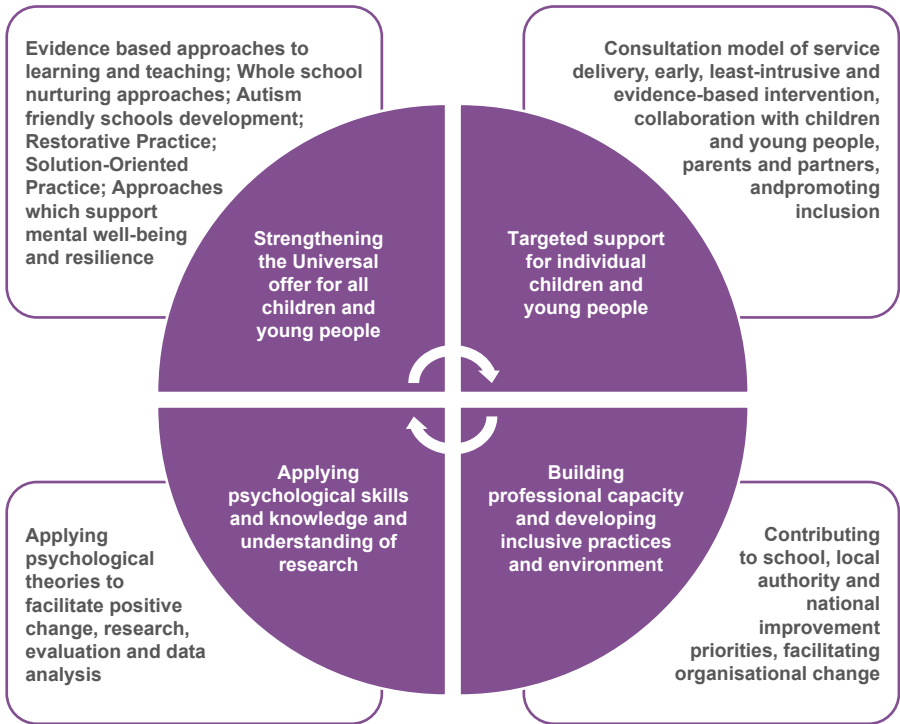 Evidence based approaches to
learning and teaching; Whole school
nurturing approaches; Autism
friendly schools development;
Restorative Practice;
Solution-Oriented
Practice; Approaches
which support
mental well-being
and resilience
Strengthening
the Universal
offer for all
children and
young people
Consultation model of service
delivery, early, least-intrusive and
evidence-based intervention,
collaboration with children
and young people,
parents and partners,
andpromoting
inclusion
Targeted support
for individual
children and
young people
Applying
psychological
theories to
facilitate positive
change, research,
evaluation and data
analysis
Applying
psychological skills
and knowledge and
understanding of
research
Building
professional capacity
and developing
inclusive practices
and environment
Contributing
to school, local
authority and
national
improvement
priorities, facilitating
organisational change